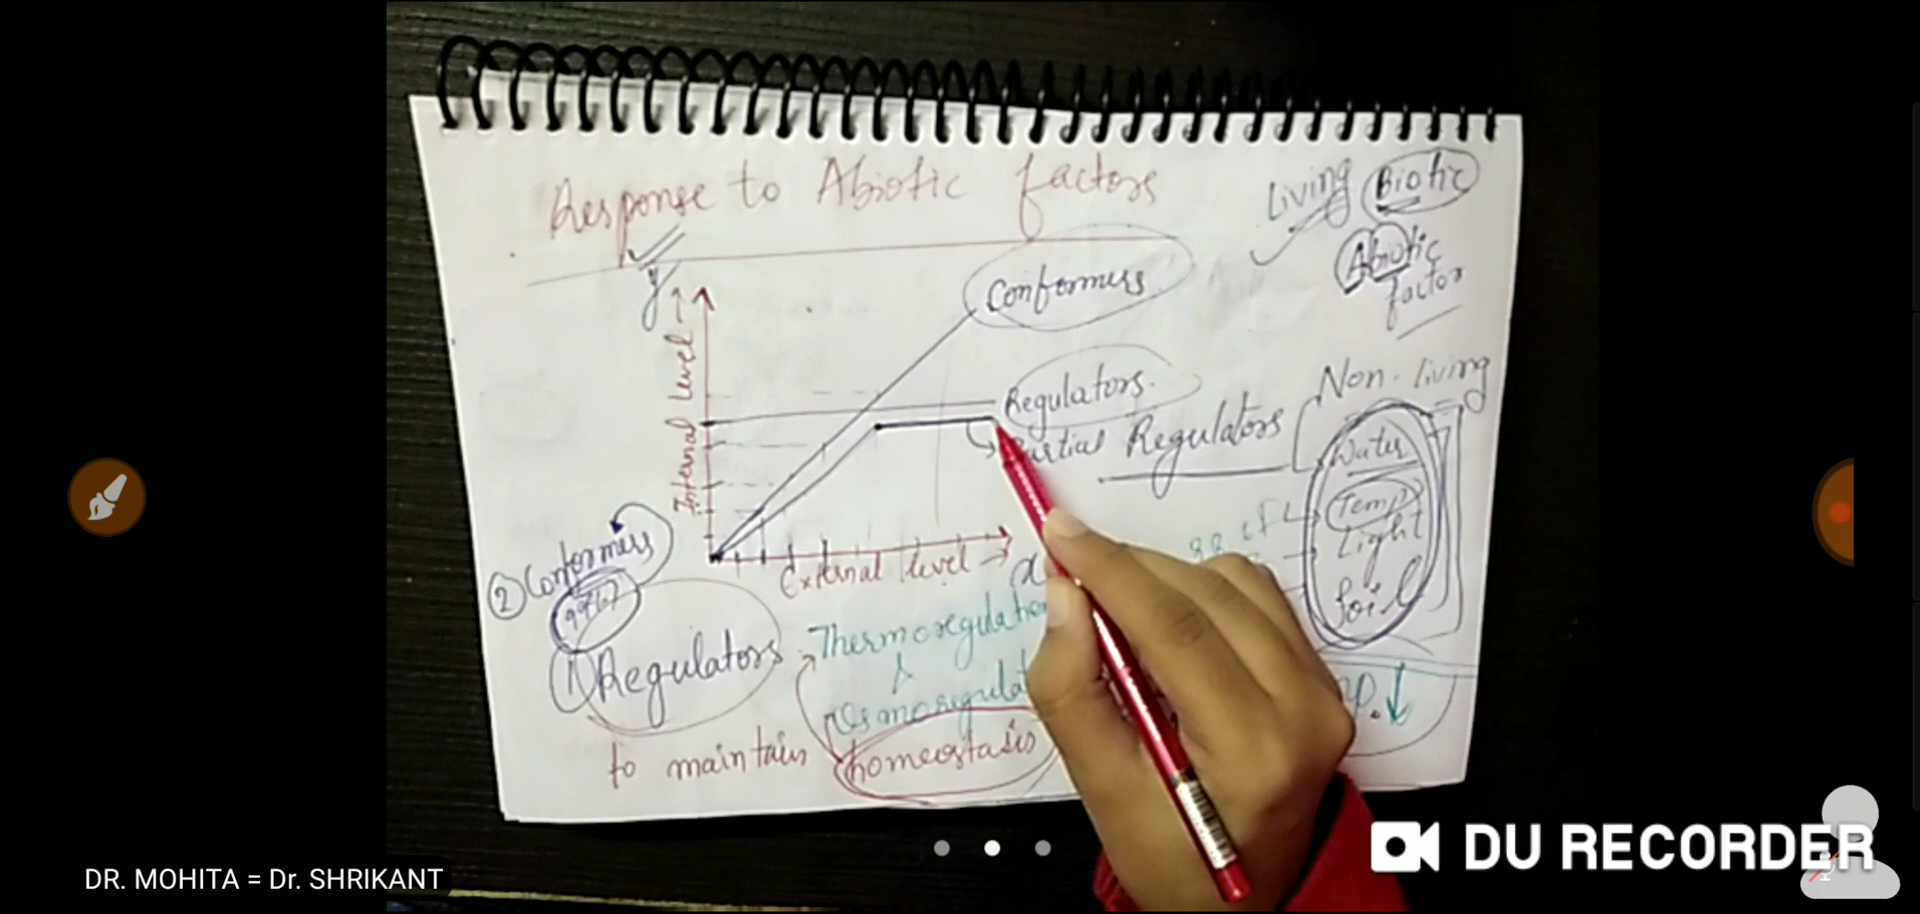 Response to Abiotic factors
Living Biotic
Abiotic
factor
y
Conformers
Internal level →
Regulators.
Partial Regulators
Non-living
Water
Temp
Light
Soil
External level →
x
② Conformers
99%
① Regulators
Thermoregulation
&
Osmoregulat
to maintain homeostasis
DR. MOHITA = Dr. SHRIKANT
DU RECORDER